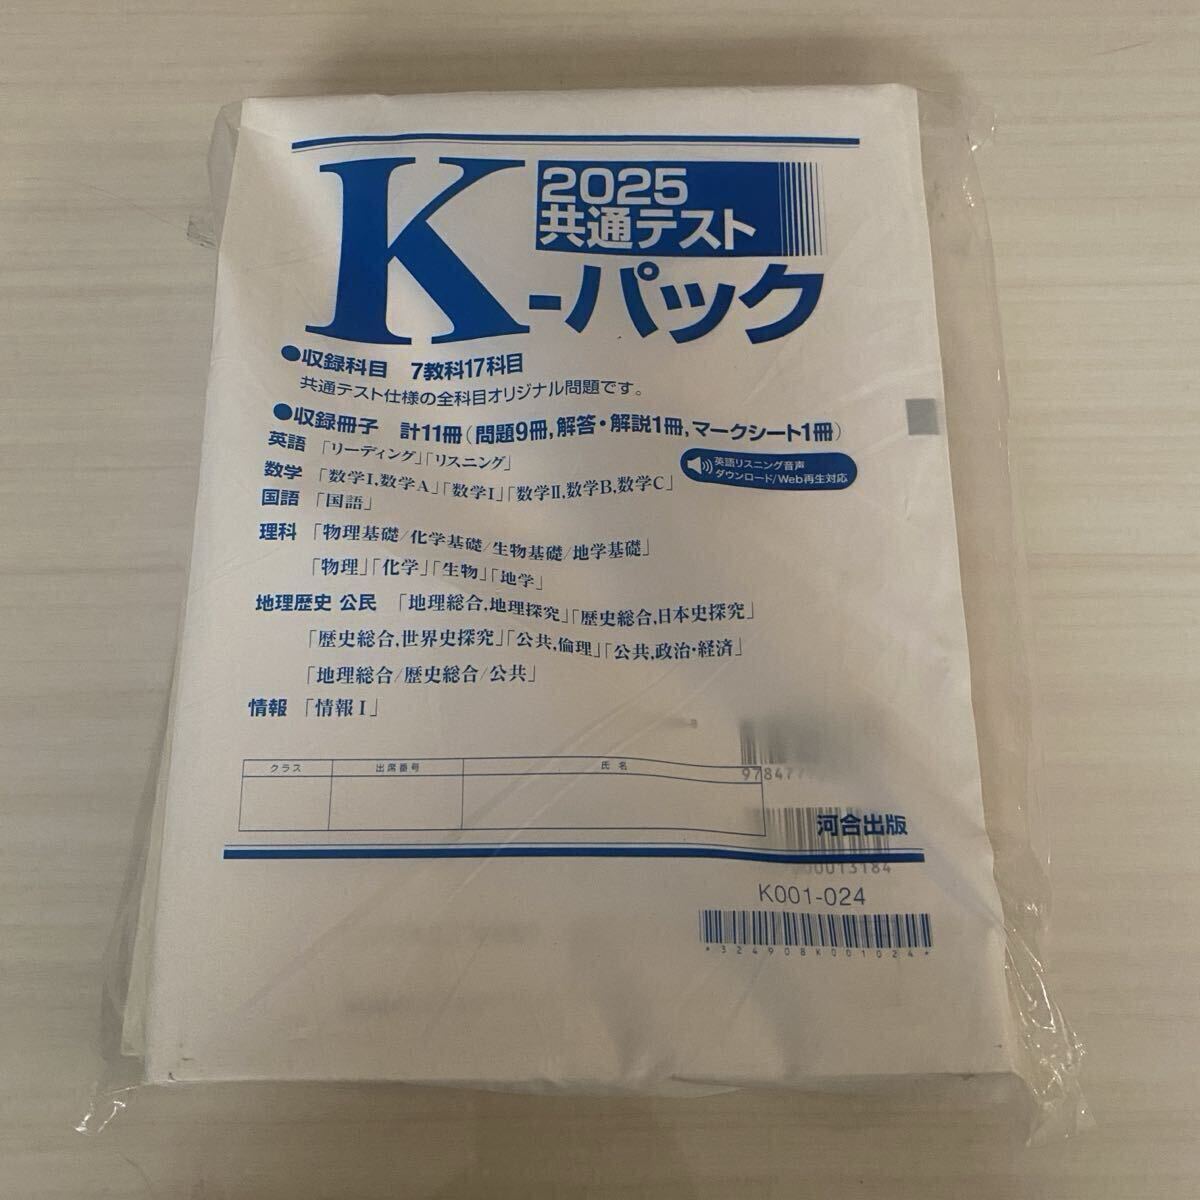 2025
共通テスト
K-パック
●収録科目 7教科17科目
共通テスト仕様の全科目オリジナル問題です。
●収録冊子 計11冊(問題9冊,解答・解説1冊,マークシート1冊)
英語 「リーディング」「リスニング」
英語リスニング音声
ダウンロード/Web再生対応
数学 「数学I,数学A」「数学I」「数学II,数学B,数学C」
国語 「国語」
理科 「物理基礎/化学基礎/生物基礎/地学基礎」
「物理」「化学」「生物」「地学」
地理歴史 公民 「地理総合,地理探究」「歴史総合,日本史探究」
「歴史総合,世界史探究」「公共,倫理」「公共,政治・経済」
「地理総合/歴史総合/公共」
情報 「情報I」
クラス 出席番号 氏名
河合出版
K001-024
*324908K001024*